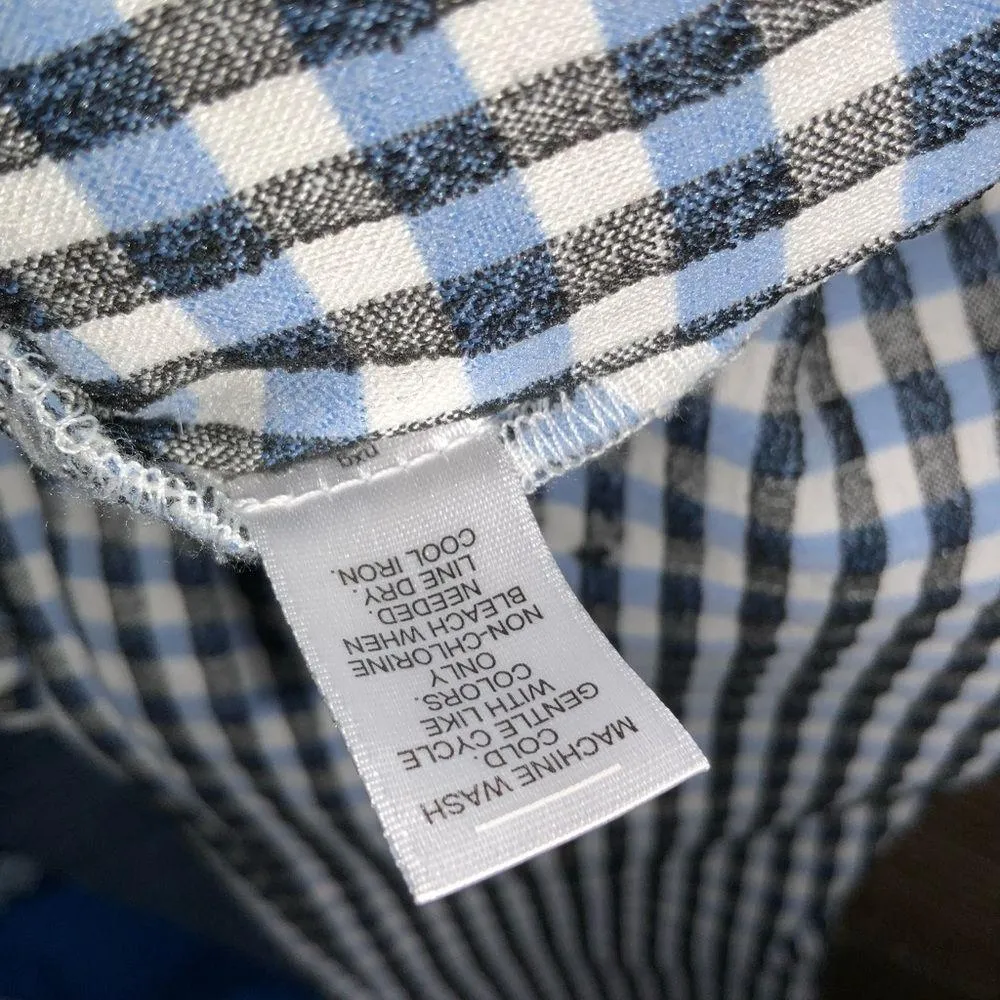 MACHINE WASH
COLD.
GENTLE CYCLE
WITH LIKE
COLORS.
ONLY
NON-CHLORINE
BLEACH WHEN
NEEDED
LINE DRY.
COOL IRON.